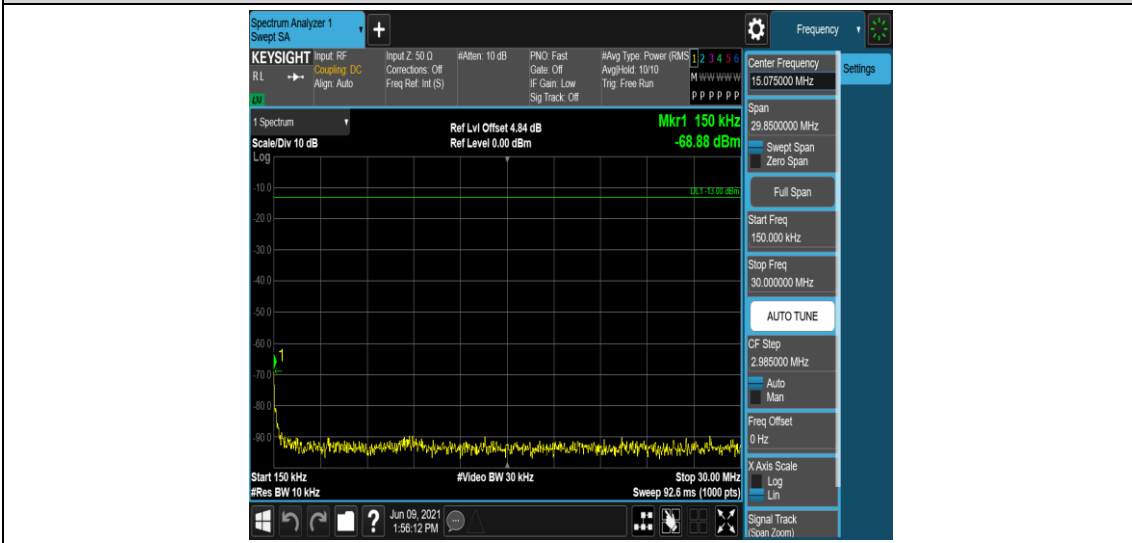 Spectrum Analyzer 1
Swept SA
+
Frequency
KEYSIGHT
RL
LXI
Input: RF
Coupling: DC
Align: Auto
Input Z: 50 Ω
Corrections: Off
Freq Ref: Int (S)
#Atten: 10 dB
PNO: Fast
Gate: Off
IF Gain: Low
Sig Track: Off
#Avg Type: Power (RMS
Avg|Hold: 10/10
Trig: Free Run
1 2 3 4 5 6
M W W W W W
P P P P P P
Center Frequency
15.075000 MHz
Settings
Span
29.8500000 MHz
Swept Span
Zero Span
Full Span
Start Freq
150.000 kHz
Stop Freq
30.000000 MHz
AUTO TUNE
CF Step
2.985000 MHz
Auto
Man
Freq Offset
0 Hz
X Axis Scale
Log
Lin
Signal Track
(Span Zoom)
1 Spectrum
Scale/Div 10 dB
Log
Ref Lvl Offset 4.84 dB
Ref Level 0.00 dBm
Mkr1 150 kHz
-68.88 dBm
DL1 -13.00 dBm
-10.0
-20.0
-30.0
-40.0
-50.0
-60.0
1
-70.0
-80.0
-90.0
Start 150 kHz
#Res BW 10 kHz
#Video BW 30 kHz
Stop 30.00 MHz
Sweep 92.6 ms (1000 pts)
?
Jun 09, 2021
1:56:12 PM